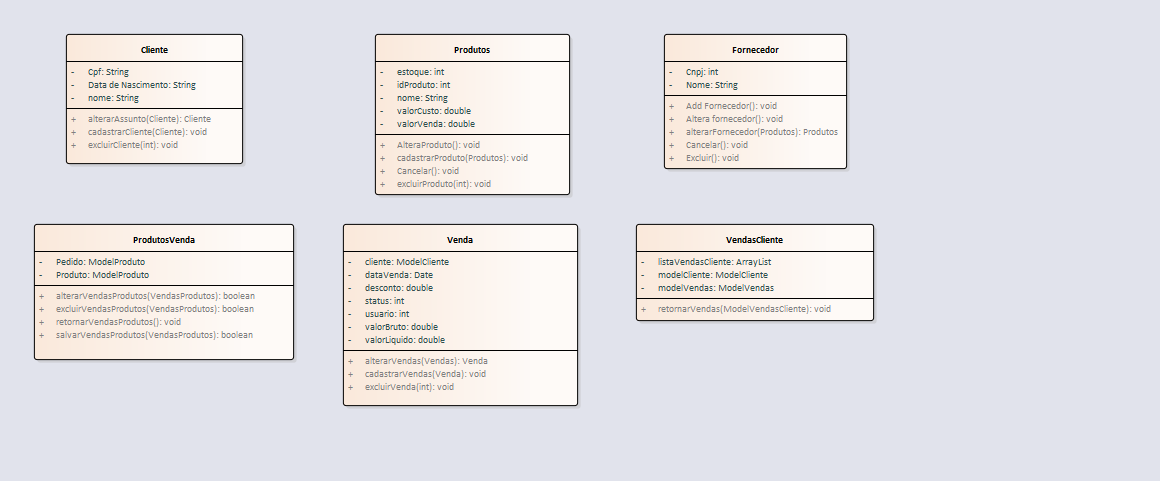 Cliente
- Cpf: String
- Data de Nascimento: String
- nome: String
+ alterarAssunto(Cliente): Cliente
+ cadastrarCliente(Cliente): void
+ excluirCliente(int): void
Produtos
- estoque: int
- idProduto: int
- nome: String
- valorCusto: double
- valorVenda: double
+ AlteraProduto(): void
+ cadastrarProduto(Produtos): void
+ Cancelar(): void
+ excluirProduto(int): void
Fornecedor
- Cnpj: int
- Nome: String
+ Add Fornecedor(): void
+ Altera fornecedor(): void
+ alterarFornecedor(Produtos): Produtos
+ Cancelar(): void
+ Excluir(): void
ProdutosVenda
- Pedido: ModelProduto
- Produto: ModelProduto
+ alterarVendasProdutos(VendasProdutos): boolean
+ excluirVendasProdutos(VendasProdutos): boolean
+ retornarVendasProdutos(): void
+ salvarVendasProdutos(VendasProdutos): boolean
Venda
- cliente: ModelCliente
- dataVenda: Date
- desconto: double
- status: int
- usuario: int
- valorBruto: double
- valorLiquido: double
+ alterarVendas(Vendas): Venda
+ cadastrarVendas(Venda): void
+ excluirVenda(int): void
VendasCliente
- listaVendasCliente: ArrayList
- modelCliente: ModelCliente
- modelVendas: ModelVendas
+ retornarVendas(ModelVendasCliente): void